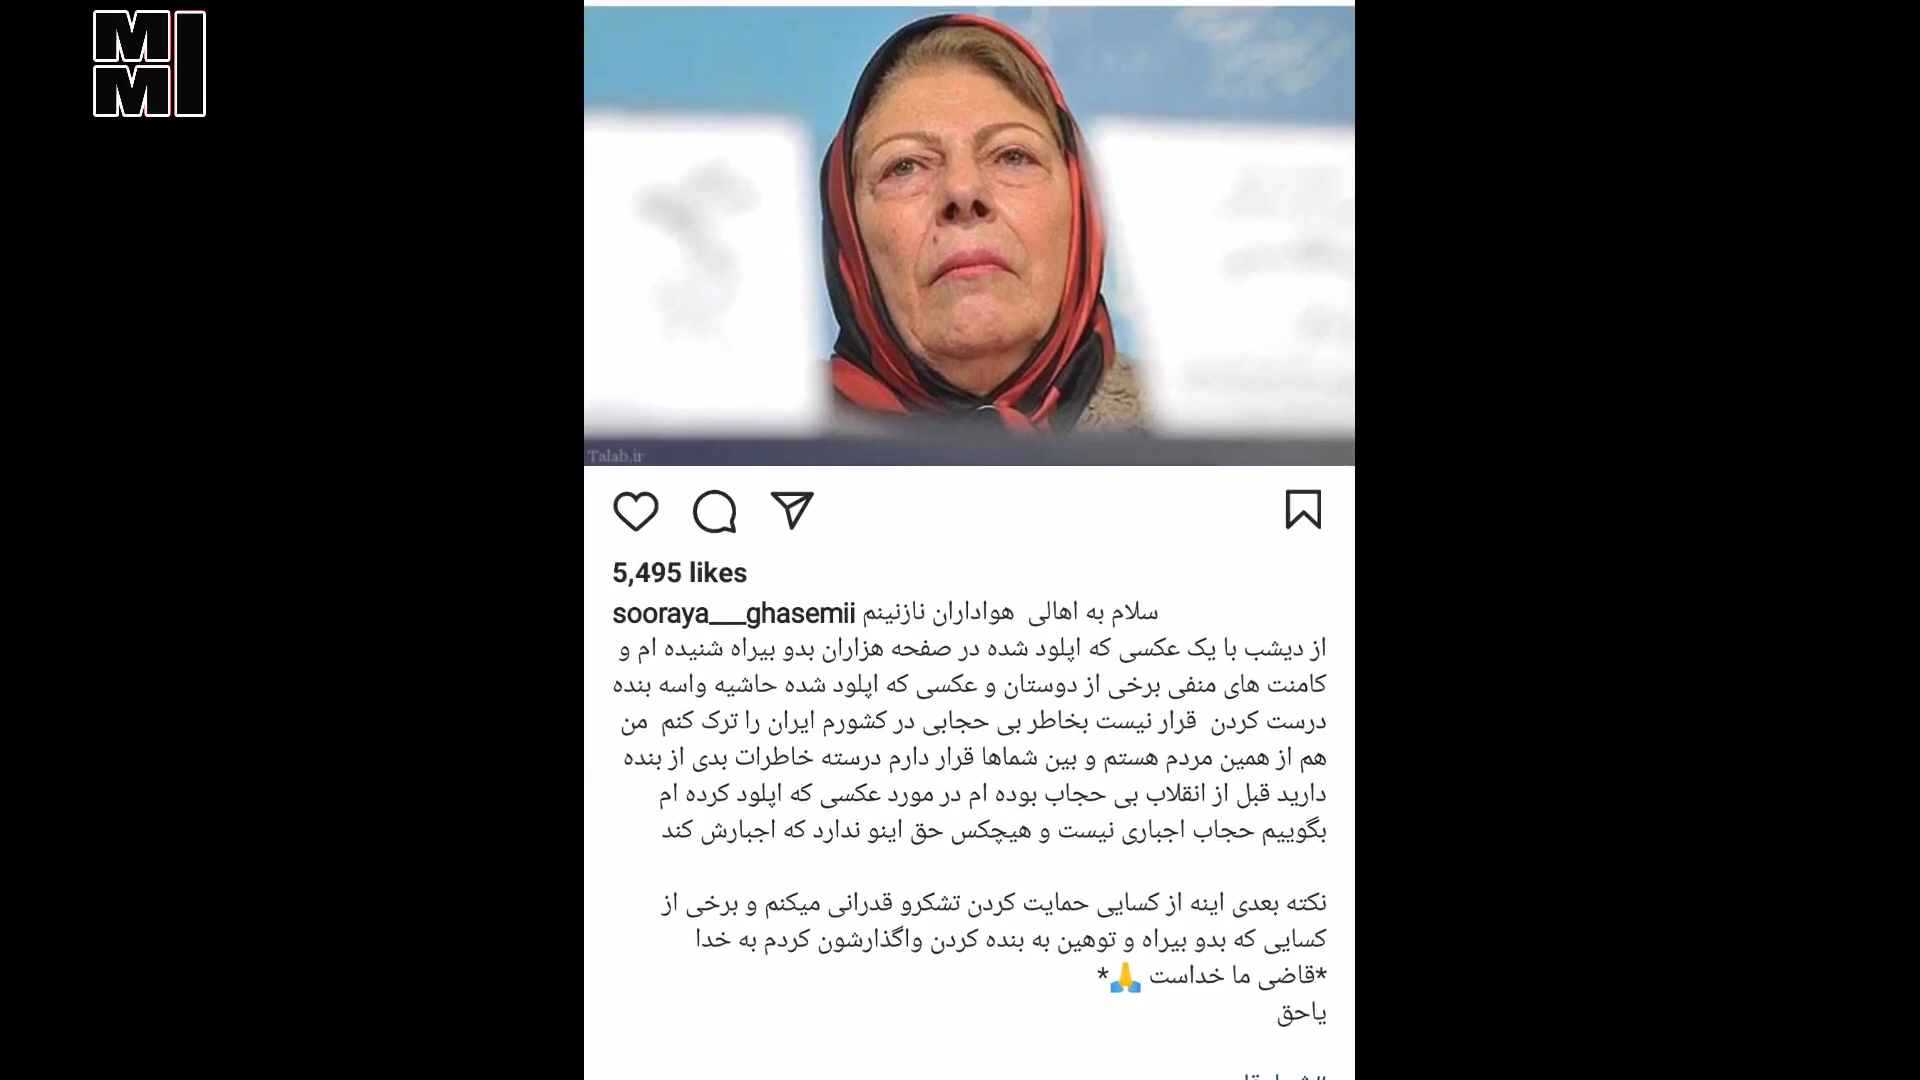 MMI
Talab.ir
5,495 likes
sooraya___ghasemii سلام به اهالی هواداران نازنینم
از دیشب با یک عکسی که اپلود شده در صفحه هزاران بدو بیراه شنیده ام و
کامنت های منفی برخی از دوستان و عکسی که اپلود شده حاشیه واسه بنده
درست کردن قرار نیست بخاطر بی حجابی در کشورم ایران را ترک کنم من
هم از همین مردم هستم و بین شماها قرار دارم درسته خاطرات بدی از بنده
دارید قبل از انقلاب بی حجاب بوده ام در مورد عکسی که اپلود کرده ام
بگوییم حجاب اجباری نیست و هیچکس حق اینو ندارد که اجبارش کند
نکته بعدی اینه از کسایی حمایت کردن تشکرو قدرانی میکنم و برخی از
کسایی که بدو بیراه و توهین به بنده کردن واگذارشون کردم به خدا
*قاضی ما خداست 🙏*
یاحق